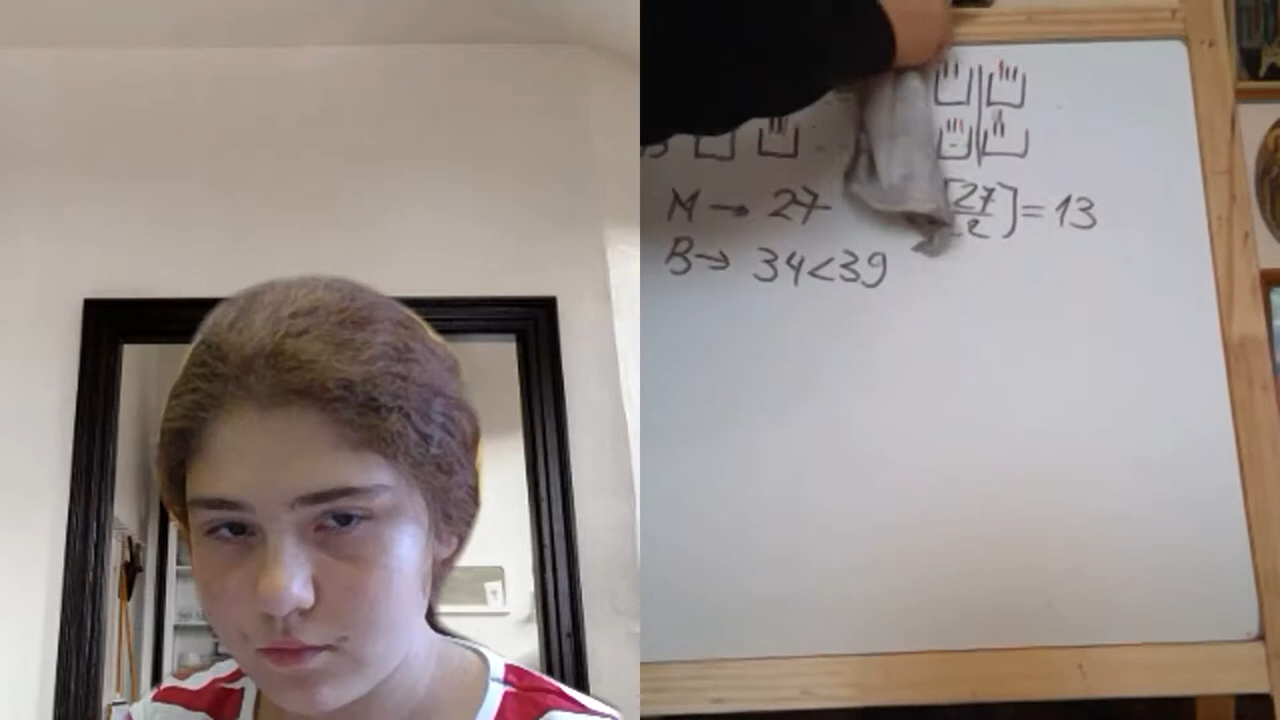 M → 27 [27/2] = 13
B → 34 < 39